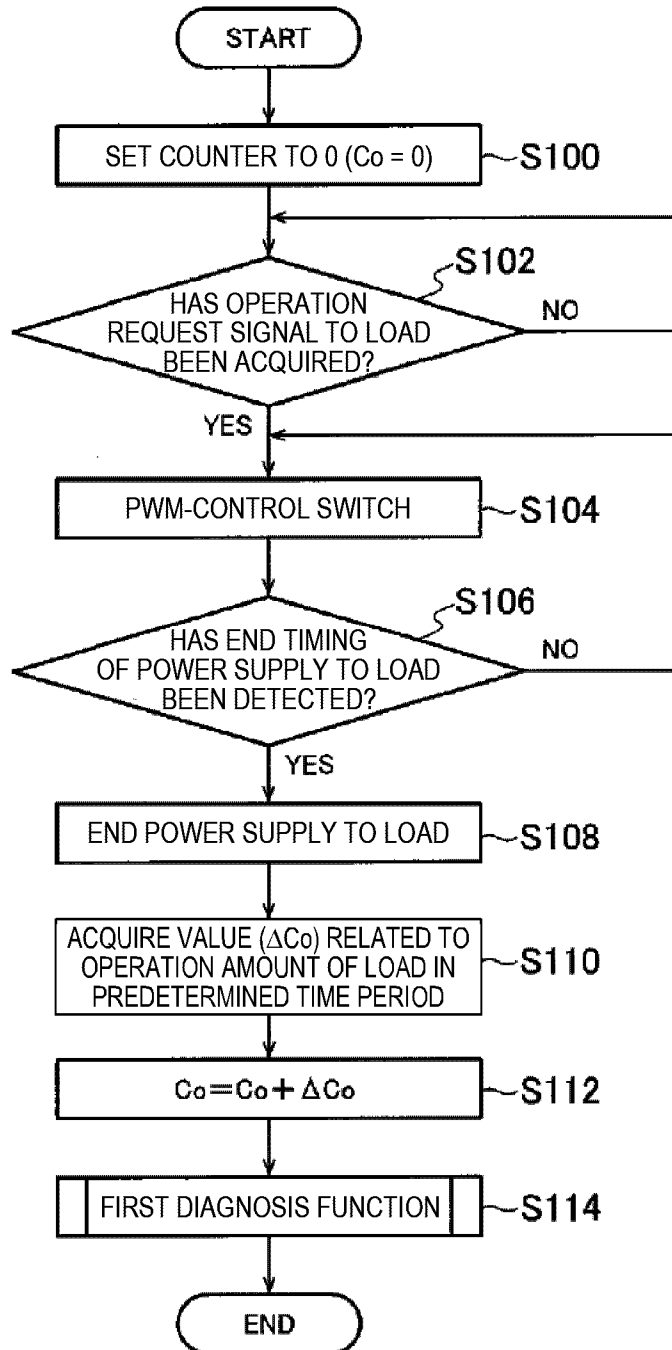 START
SET COUNTER TO 0 (Co = 0)
S100
S102
HAS OPERATION
REQUEST SIGNAL TO LOAD
BEEN ACQUIRED?
NO
YES
PWM-CONTROL SWITCH
S104
S106
HAS END TIMING
OF POWER SUPPLY TO LOAD
BEEN DETECTED?
NO
YES
END POWER SUPPLY TO LOAD
S108
ACQUIRE VALUE (ΔCo) RELATED TO
OPERATION AMOUNT OF LOAD IN
PREDETERMINED TIME PERIOD
S110
Co=Co+ΔCo
S112
FIRST DIAGNOSIS FUNCTION
S114
END